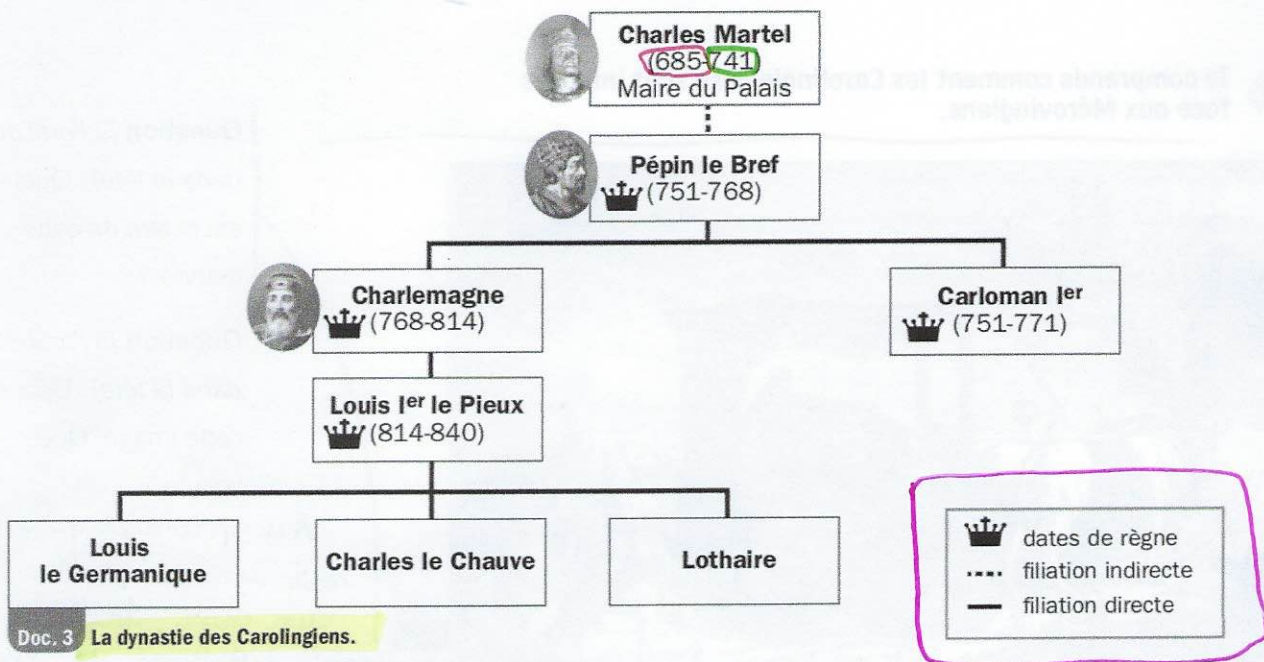 Charles Martel
(685-741)
Maire du Palais
Pépin le Bref
(751-768)
Charlemagne
(768-814)
Carloman Ier
(751-771)
Louis Ier le Pieux
(814-840)
Louis
le Germanique
Charles le Chauve
Lothaire
dates de règne
filiation indirecte
filiation directe
Doc. 3 La dynastie des Carolingiens.